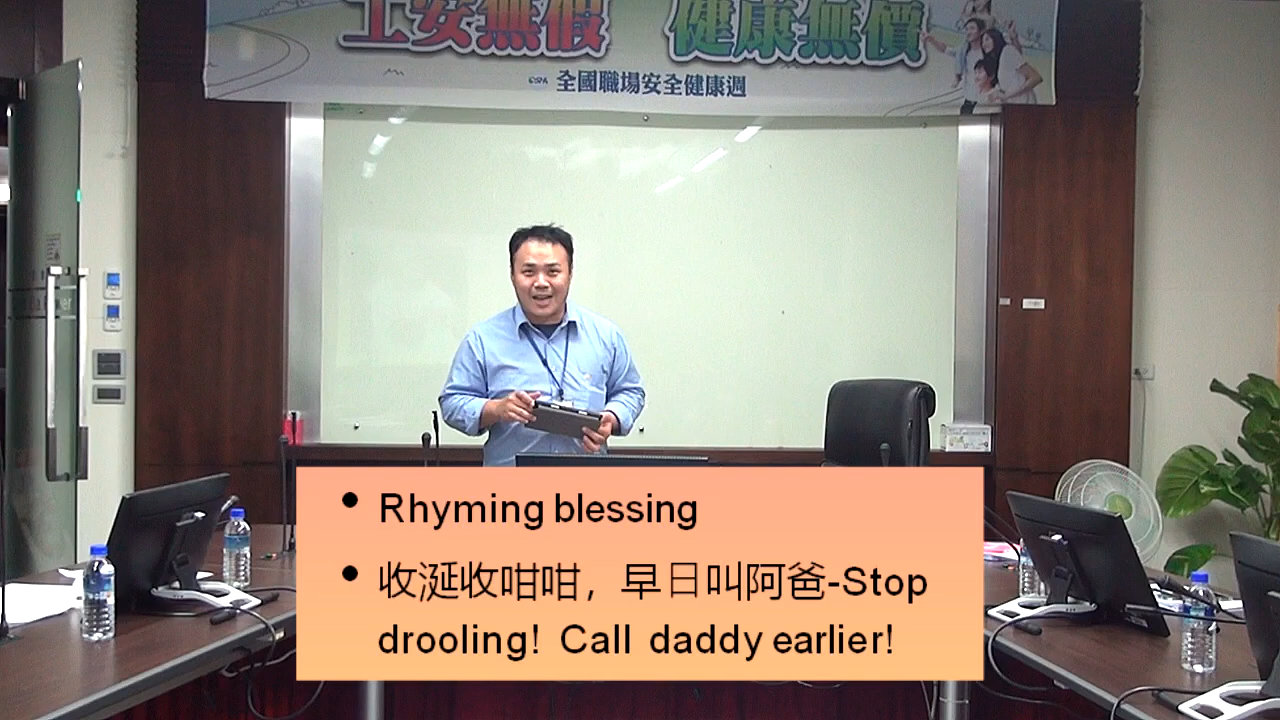 工安無假 健康無價
全國職場安全健康週
• Rhyming blessing
• 收涎收咁咁，早日叫阿爸-Stop
drooling! Call daddy earlier!